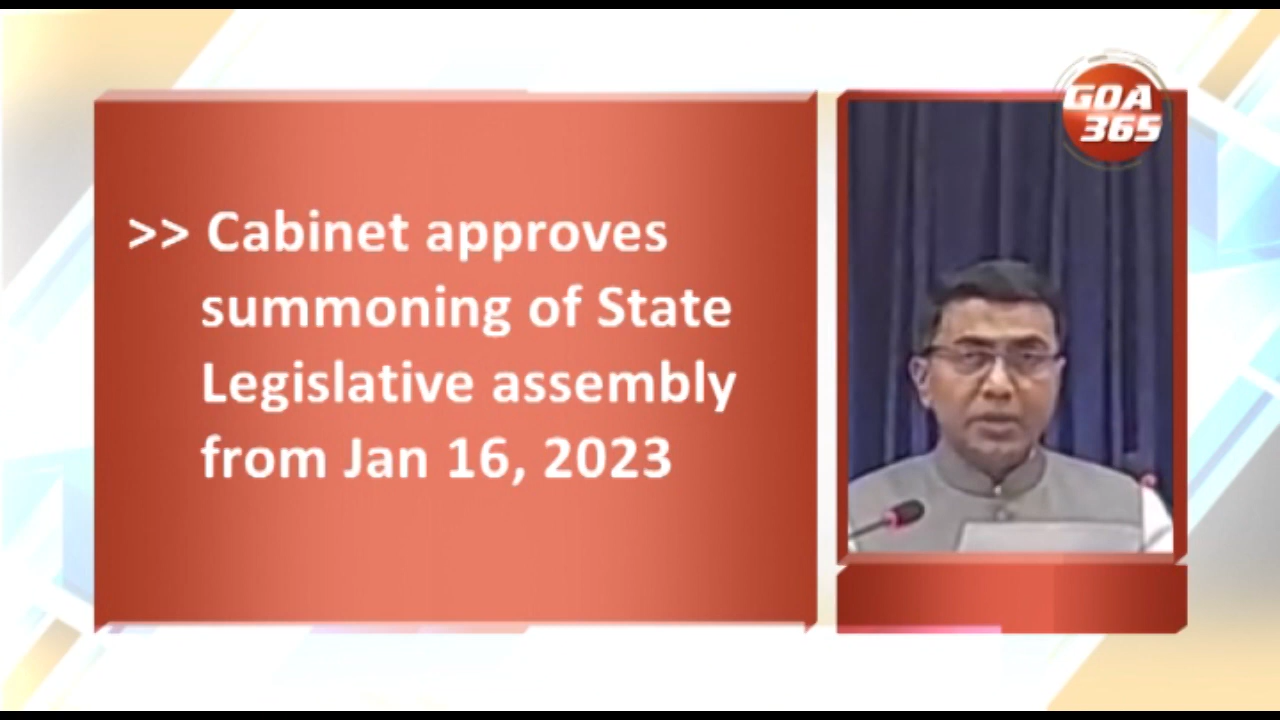 GOA
365
>> Cabinet approves
summoning of State
Legislative assembly
from Jan 16, 2023